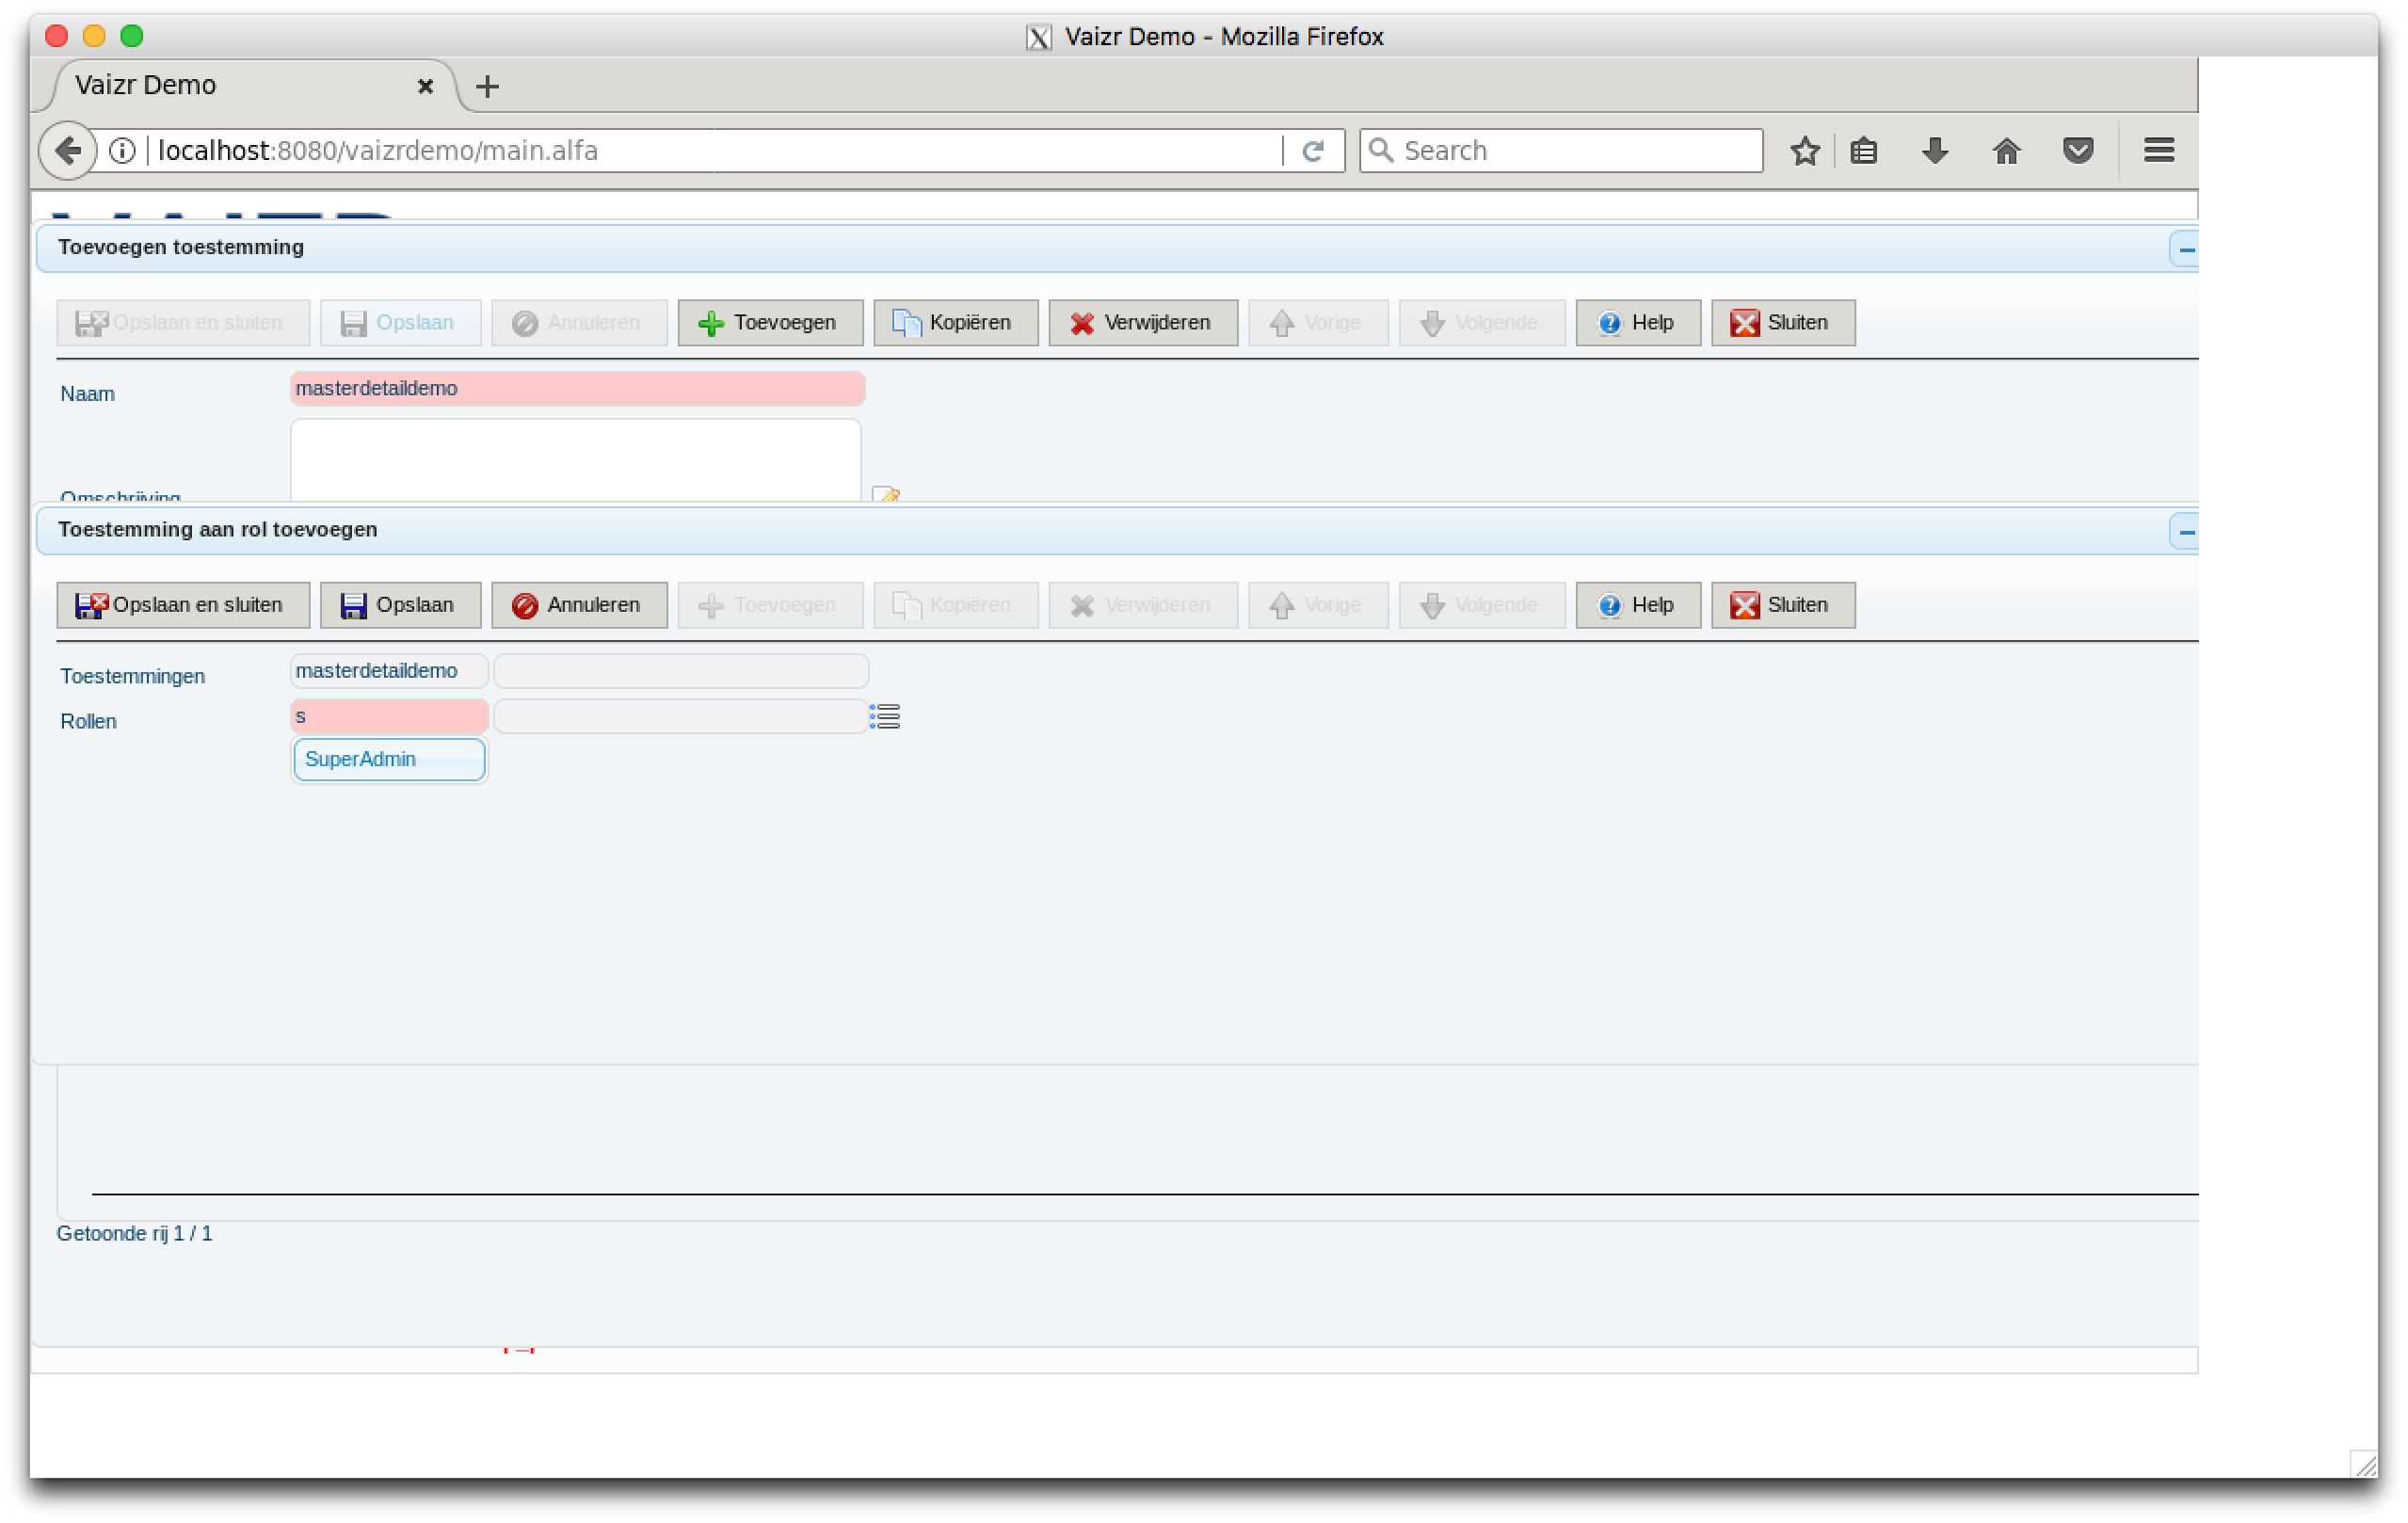 Vaizr Demo - Mozilla Firefox
Vaizr Demo
localhost:8080/vaizrdemo/main.alfa Search
Toevoegen toestemming
Opslaan en sluiten Opslaan Annuleren Toevoegen Kopiëren Verwijderen Vorige Volgende Help Sluiten
Naam masterdetaildemo
Omschrijving
Toestemming aan rol toevoegen
Opslaan en sluiten Opslaan Annuleren Toevoegen Kopiëren Verwijderen Vorige Volgende Help Sluiten
Toestemmingen masterdetaildemo
Rollen s
SuperAdmin
Getoonde rij 1 / 1